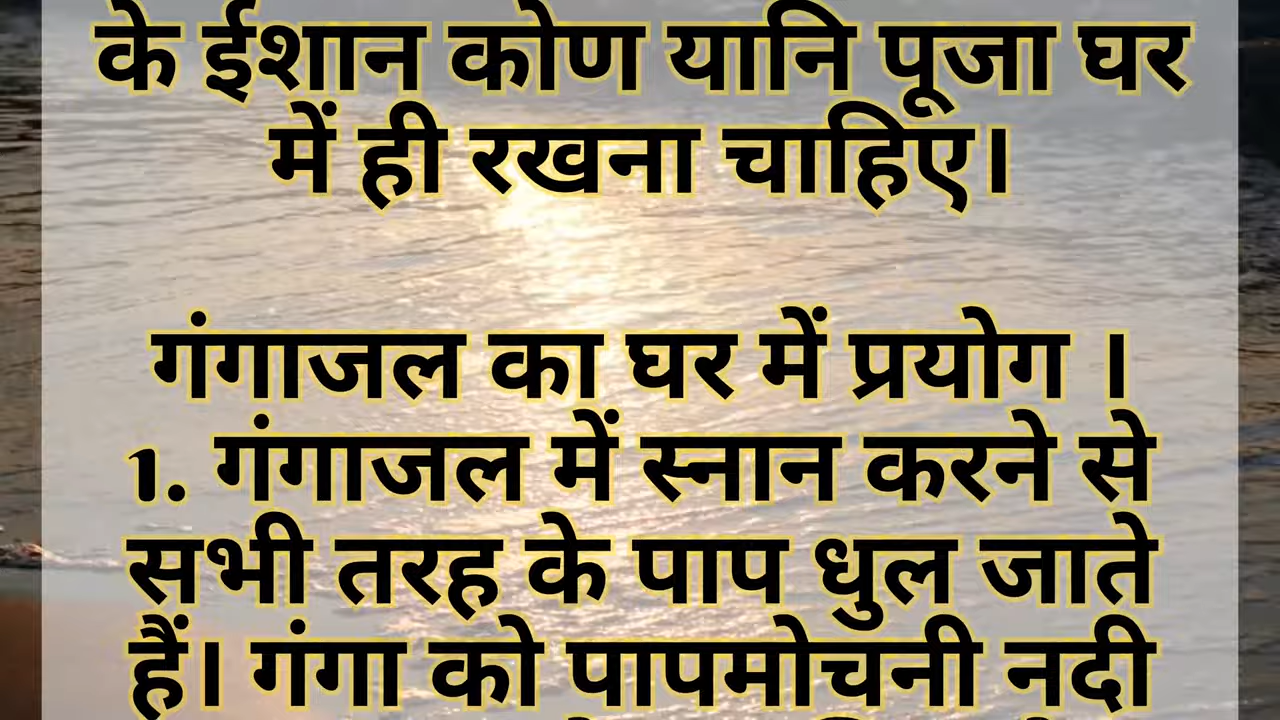 के ईशान कोण यानि पूजा घर
में ही रखना चाहिए।
गंगाजल का घर में प्रयोग ।
1. गंगाजल में स्नान करने से
सभी तरह के पाप धुल जाते
हैं। गंगा को पापमोचनी नदी